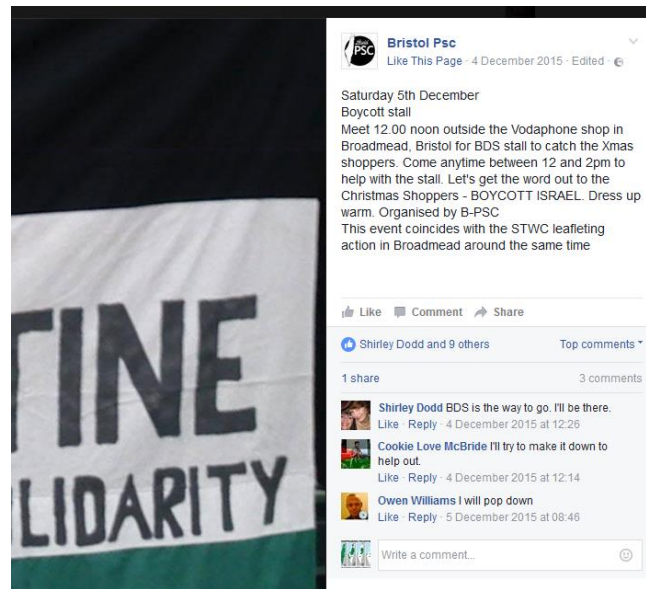 TINE
LIDARITY
PSC
Bristol Psc
Like This Page · 4 December 2015 · Edited ·
Saturday 5th December
Boycott stall
Meet 12.00 noon outside the Vodaphone shop in
Broadmead, Bristol for BDS stall to catch the Xmas
shoppers. Come anytime between 12 and 2pm to
help with the stall. Let's get the word out to the
Christmas Shoppers - BOYCOTT ISRAEL. Dress up
warm. Organised by B-PSC
This event coincides with the STWC leafleting
action in Broadmead around the same time
Like Comment Share
Shirley Dodd and 9 others Top comments
1 share 3 comments
Shirley Dodd BDS is the way to go. I'll be there.
Like · Reply · 4 December 2015 at 12:26
Cookie Love McBride I'll try to make it down to
help out.
Like · Reply · 4 December 2015 at 12:14
Owen Williams I will pop down
Like · Reply · 5 December 2015 at 08:46
Write a comment...